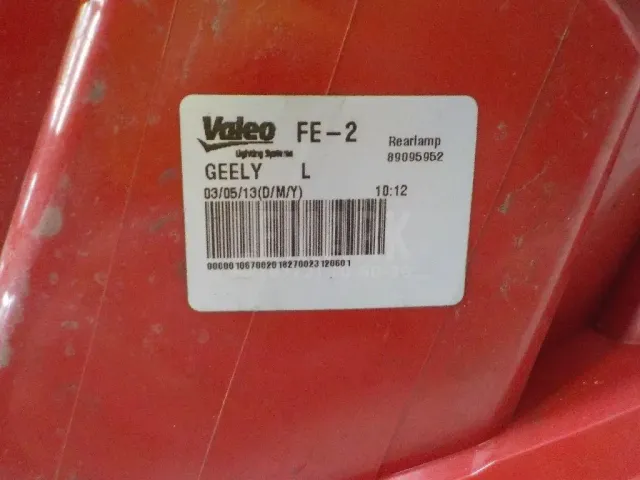 Valeo FE-2 Rearlamp
Lighting Systems 89095952
GEELY L
03/05/13(D/M/Y) 10:12